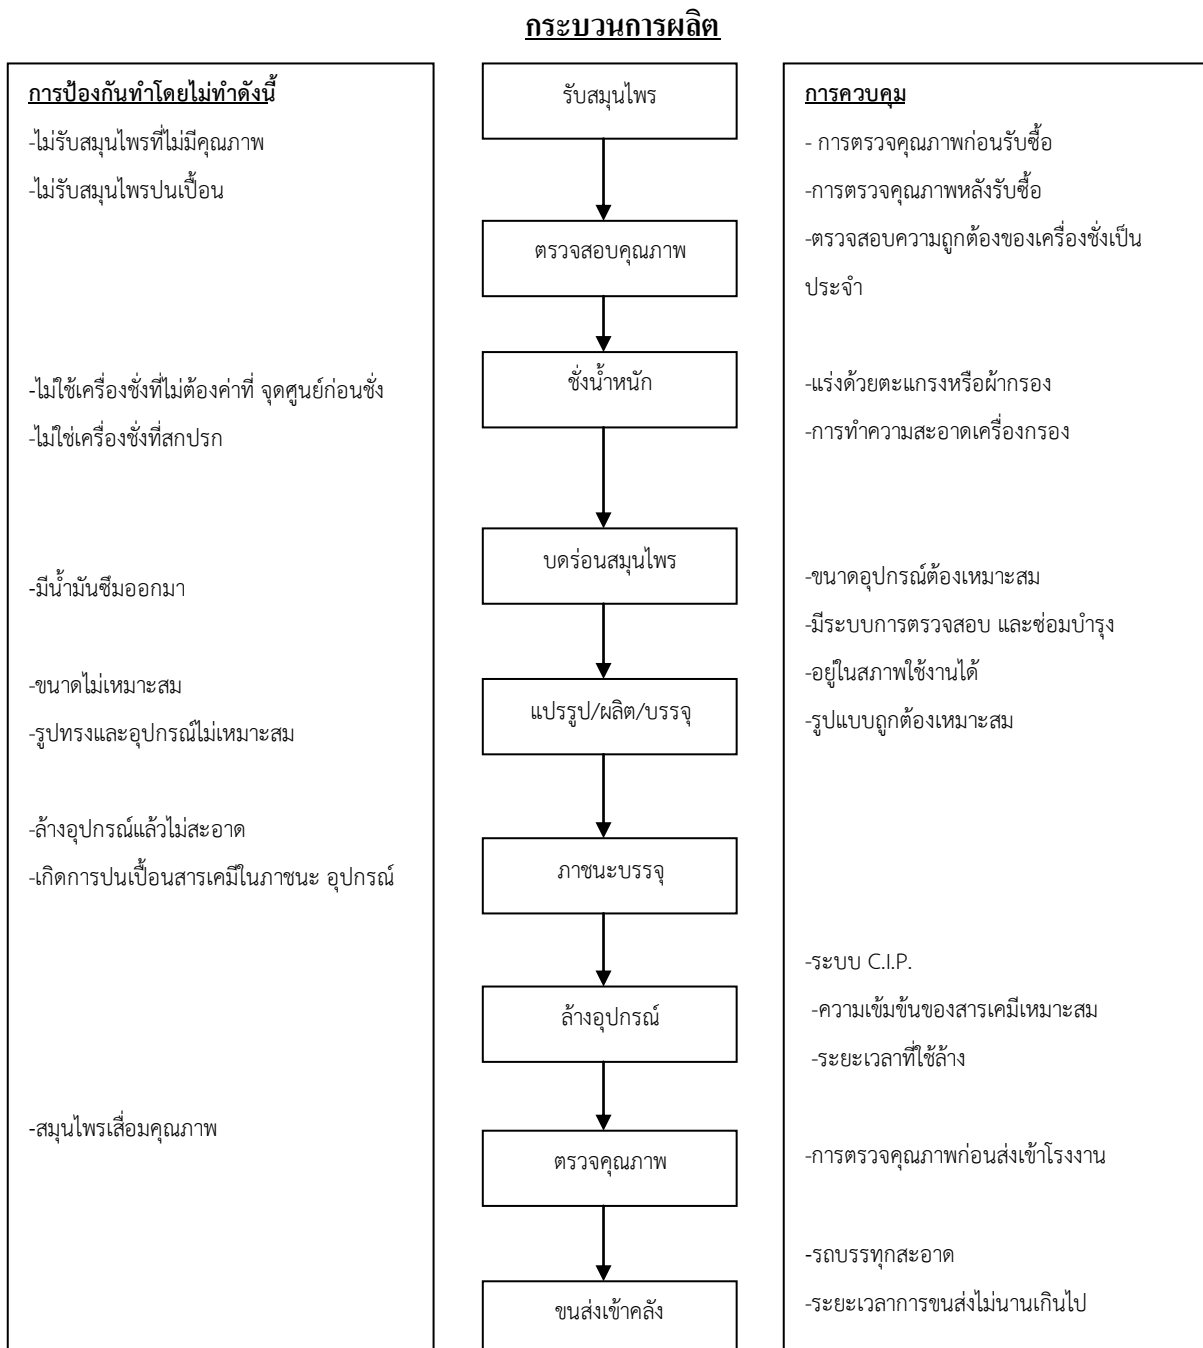 กระบวนการผลิต
การป้องกันทำโดยไม่ทำดังนี้
-ไม่รับสมุนไพรที่ไม่มีคุณภาพ
-ไม่รับสมุนไพรปนเปื้อน
-ไม่ใช้เครื่องชั่งที่ไม่ต้องค่าที่ จุดศูนย์ก่อนชั่ง
-ไม่ใช่เครื่องชั่งที่สกปรก
-มีน้ำมันซึมออกมา
-ขนาดไม่เหมาะสม
-รูปทรงและอุปกรณ์ไม่เหมาะสม
-ล้างอุปกรณ์แล้วไม่สะอาด
-เกิดการปนเปื้อนสารเคมีในภาชนะ อุปกรณ์
-สมุนไพรเสื่อมคุณภาพ
รับสมุนไพร
ตรวจสอบคุณภาพ
ชั่งน้ำหนัก
บดร่อนสมุนไพร
แปรรูป/ผลิต/บรรจุ
ภาชนะบรรจุ
ล้างอุปกรณ์
ตรวจคุณภาพ
ขนส่งเข้าคลัง
การควบคุม
- การตรวจคุณภาพก่อนรับซื้อ
-การตรวจคุณภาพหลังรับซื้อ
-ตรวจสอบความถูกต้องของเครื่องชั่งเป็น
ประจำ
-แร่งด้วยตะแกรงหรือผ้ากรอง
-การทำความสะอาดเครื่องกรอง
-ขนาดอุปกรณ์ต้องเหมาะสม
-มีระบบการตรวจสอบ และซ่อมบำรุง
-อยู่ในสภาพใช้งานได้
-รูปแบบถูกต้องเหมาะสม
-ระบบ C.I.P.
-ความเข้มข้นของสารเคมีเหมาะสม
-ระยะเวลาที่ใช้ล้าง
-การตรวจคุณภาพก่อนส่งเข้าโรงงาน
-รถบรรทุกสะอาด
-ระยะเวลาการขนส่งไม่นานเกินไป